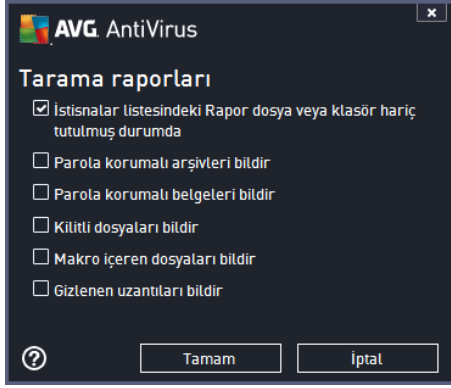 AVG. AntiVirus
Tarama raporları
İstisnalar listesindeki Rapor dosya veya klasör hariç
tutulmuş durumda
Parola korumalı arşivleri bildir
Parola korumalı belgeleri bildir
Kilitli dosyaları bildir
Makro içeren dosyaları bildir
Gizlenen uzantıları bildir
Tamam
İptal